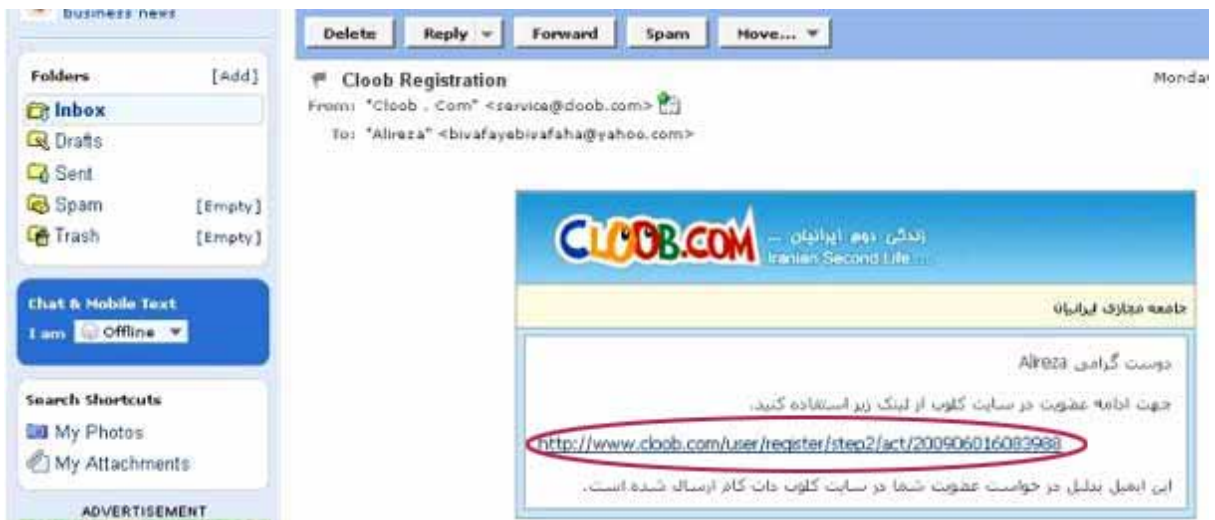 business news
Delete Reply Forward Spam Move...
Folders [Add]
Inbox
Drafts
Sent
Spam [Empty]
Trash [Empty]
Chat & Mobile Text
I am Offline
Search Shortcuts
My Photos
My Attachments
ADVERTISEMENT
Cloob Registration
Monday
From: "Cloob . Com" <service@cloob.com>
To: "Alireza" <bivafayebivafaha@yahoo.com>
CLOOB.COM
زندگی دوم ایرانیان ...
Iranian Second Life ...
جامعه مجازی ایرانیان
دوست گرامی Alireza
جهت ادامه عضویت در سایت کلوب از لینک زیر استفاده کنید.
http://www.cloob.com/user/register/step2/act/200906016083988
این ایمیل بدلیل در خواست عضویت شما در سایت کلوب دات کام ارسال شده است.